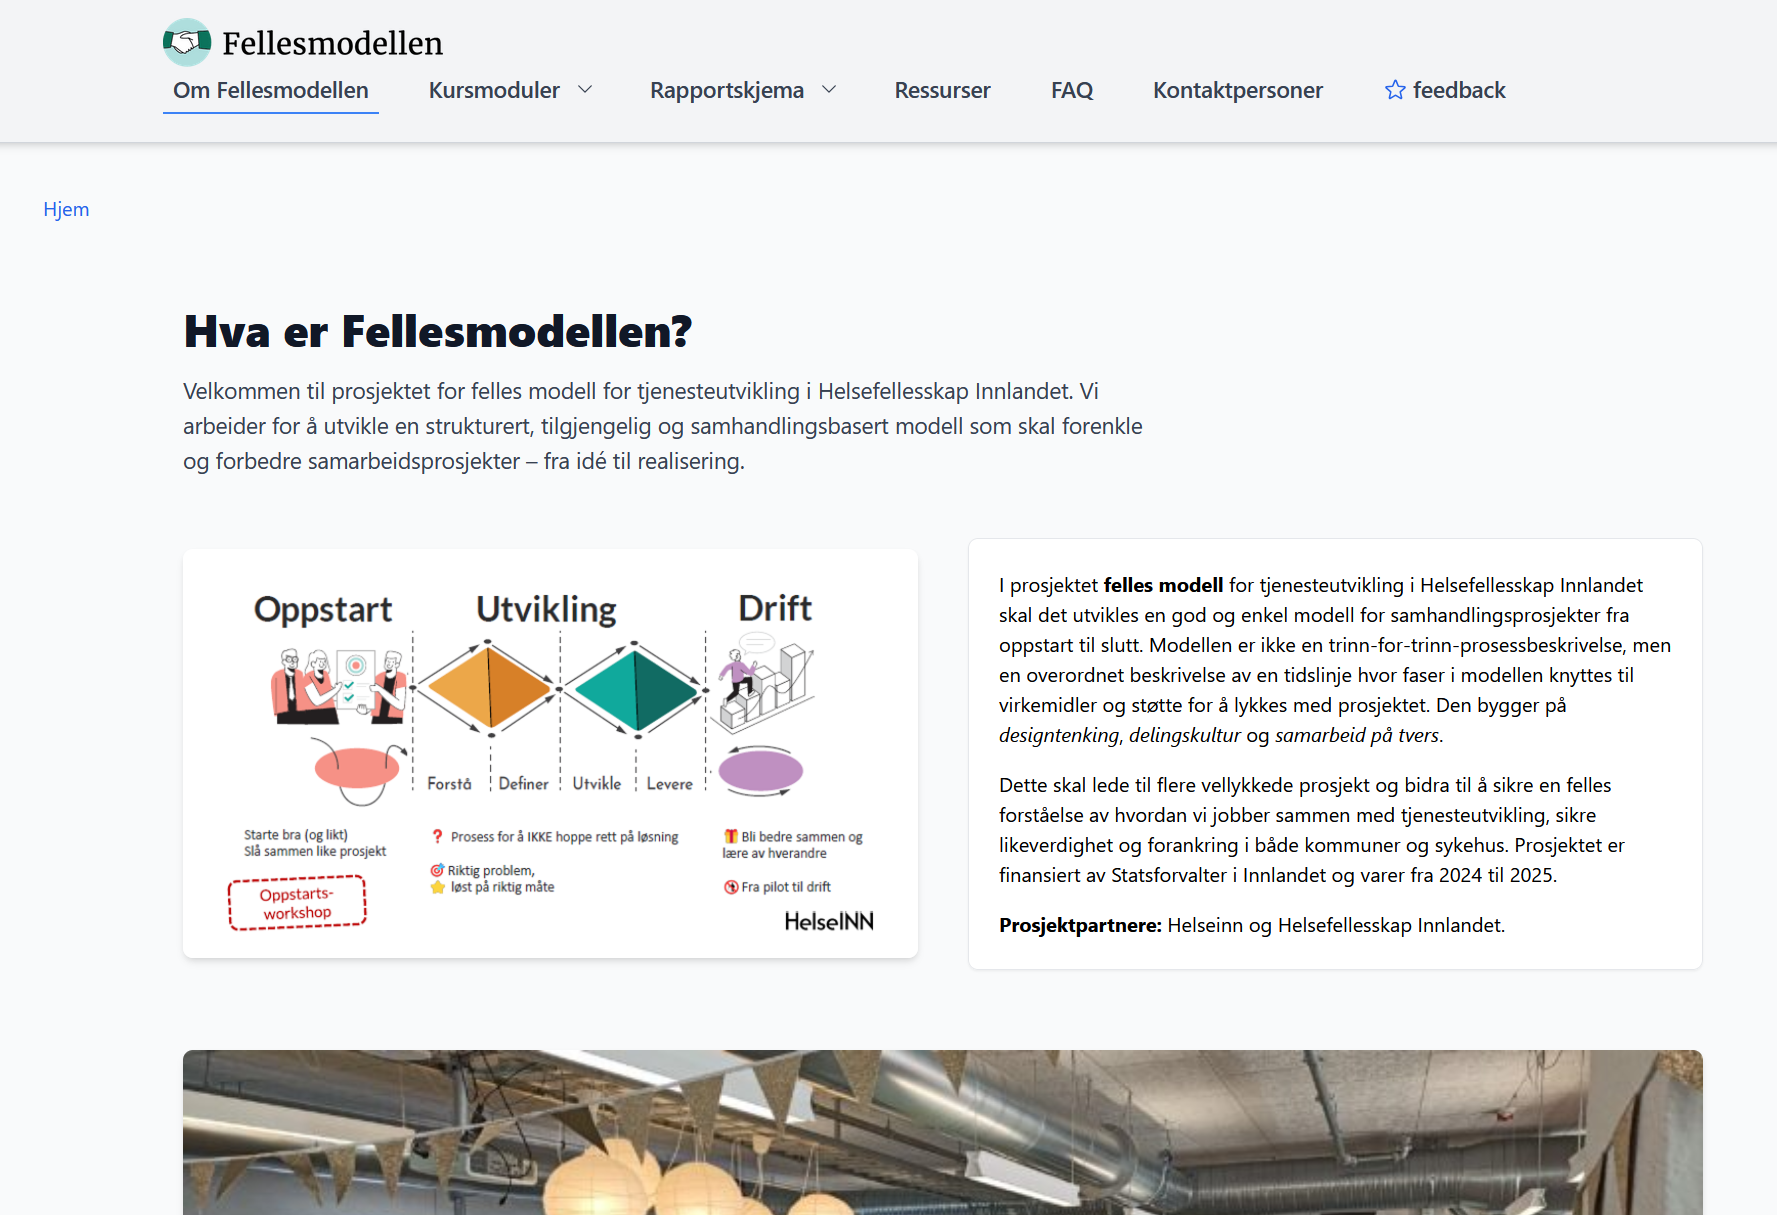 Fellesmodellen
Om Fellesmodellen
Kursmoduler
Rapportskjema
Ressurser
FAQ
Kontaktpersoner
feedback
Hjem
Hva er Fellesmodellen?
Velkommen til prosjektet for felles modell for tjenesteutvikling i Helsefellesskap Innlandet. Vi
arbeider for å utvikle en strukturert, tilgjengelig og samhandlingsbasert modell som skal forenkle
og forbedre samarbeidsprosjekter – fra idé til realisering.
Oppstart
Utvikling
Drift
Forstå
Definer
Utvikle
Levere
Starte bra (og likt)
Slå sammen like prosjekt
Oppstarts-
workshop
❓ Prosess for å IKKE hoppe rett på løsning
🎯 Riktig problem,
⭐ løst på riktig måte
🎁 Bli bedre sammen og
lære av hverandre
Fra pilot til drift
HelseINN
I prosjektet felles modell for tjenesteutvikling i Helsefellesskap Innlandet
skal det utvikles en god og enkel modell for samhandlingsprosjekter fra
oppstart til slutt. Modellen er ikke en trinn-for-trinn-prosessbeskrivelse, men
en overordnet beskrivelse av en tidslinje hvor faser i modellen knyttes til
virkemidler og støtte for å lykkes med prosjektet. Den bygger på
designtenking, delingskultur og samarbeid på tvers.
Dette skal lede til flere vellykkede prosjekt og bidra til å sikre en felles
forståelse av hvordan vi jobber sammen med tjenesteutvikling, sikre
likeverdighet og forankring i både kommuner og sykehus. Prosjektet er
finansiert av Statsforvalter i Innlandet og varer fra 2024 til 2025.
Prosjektpartnere: Helseinn og Helsefellesskap Innlandet.